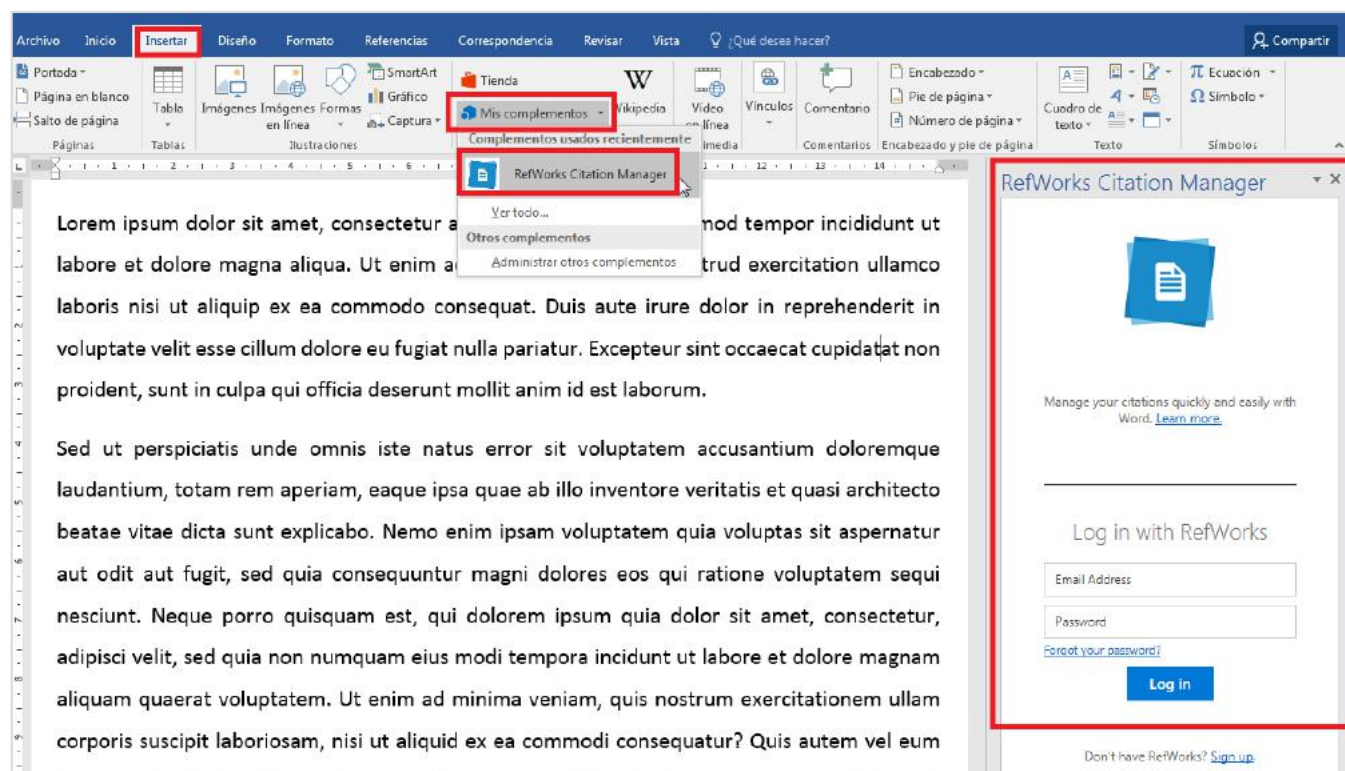 Archivo Inicio Insertar Diseño Formato Referencias Correspondencia Revisar Vista ¿Qué desea hacer? Compartir
Portada
Página en blanco
Salto de página
Páginas
Tabla
Tablas
Imágenes Imágenes en línea Formas
SmartArt
Gráfico
Captura
Ilustraciones
Tienda
Mis complementos
Wikipedia
Complementos usados recientemente
RefWorks Citation Manager
Ver todo...
Otros complementos
Administrar otros complementos
Vídeo
en línea
Vínculos
Comentario
Comentarios
Encabezado
Pie de página
Número de página
Encabezado y pie de página
Cuadro de
texto
Texto
Ecuación
Símbolo
Símbolos
1 2 3 4 5 6 12 13 14
Lorem ipsum dolor sit amet, consectetur a mod tempor incididunt ut
labore et dolore magna aliqua. Ut enim a trud exercitation ullamco
laboris nisi ut aliquip ex ea commodo consequat. Duis aute irure dolor in reprehenderit in
voluptate velit esse cillum dolore eu fugiat nulla pariatur. Excepteur sint occaecat cupidatat non
proident, sunt in culpa qui officia deserunt mollit anim id est laborum.
Sed ut perspiciatis unde omnis iste natus error sit voluptatem accusantium doloremque
laudantium, totam rem aperiam, eaque ipsa quae ab illo inventore veritatis et quasi architecto
beatae vitae dicta sunt explicabo. Nemo enim ipsam voluptatem quia voluptas sit aspernatur
aut odit aut fugit, sed quia consequuntur magni dolores eos qui ratione voluptatem sequi
nesciunt. Neque porro quisquam est, qui dolorem ipsum quia dolor sit amet, consectetur,
adipisci velit, sed quia non numquam eius modi tempora incidunt ut labore et dolore magnam
aliquam quaerat voluptatem. Ut enim ad minima veniam, quis nostrum exercitationem ullam
corporis suscipit laboriosam, nisi ut aliquid ex ea commodi consequatur? Quis autem vel eum
RefWorks Citation Manager
Manage your citations quickly and easily with
Word. Learn more.
Log in with RefWorks
Email Address
Password
Forgot your password?
Log in
Don't have RefWorks? Sign up.